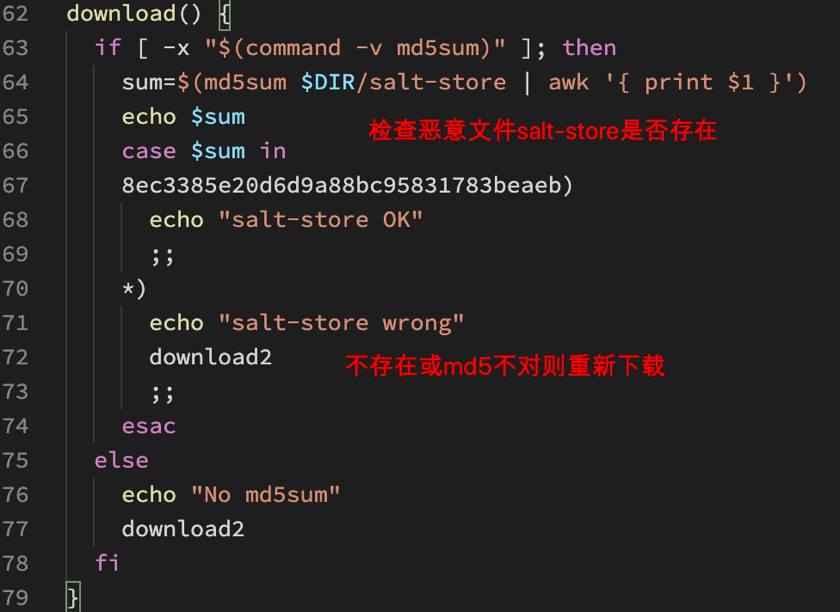 62 download() {
63 if [ -x "$(command -v md5sum)" ]; then
64 sum=$(md5sum $DIR/salt-store | awk '{ print $1 }')
65 echo $sum
检查恶意文件salt-store是否存在
66 case $sum in
67 8ec3385e20d6d9a88bc95831783beaeb)
68 echo "salt-store OK"
69 ;;
70 *)
71 echo "salt-store wrong"
72 download2
不存在或md5不对则重新下载
73 ;;
74 esac
75 else
76 echo "No md5sum"
77 download2
78 fi
79 }